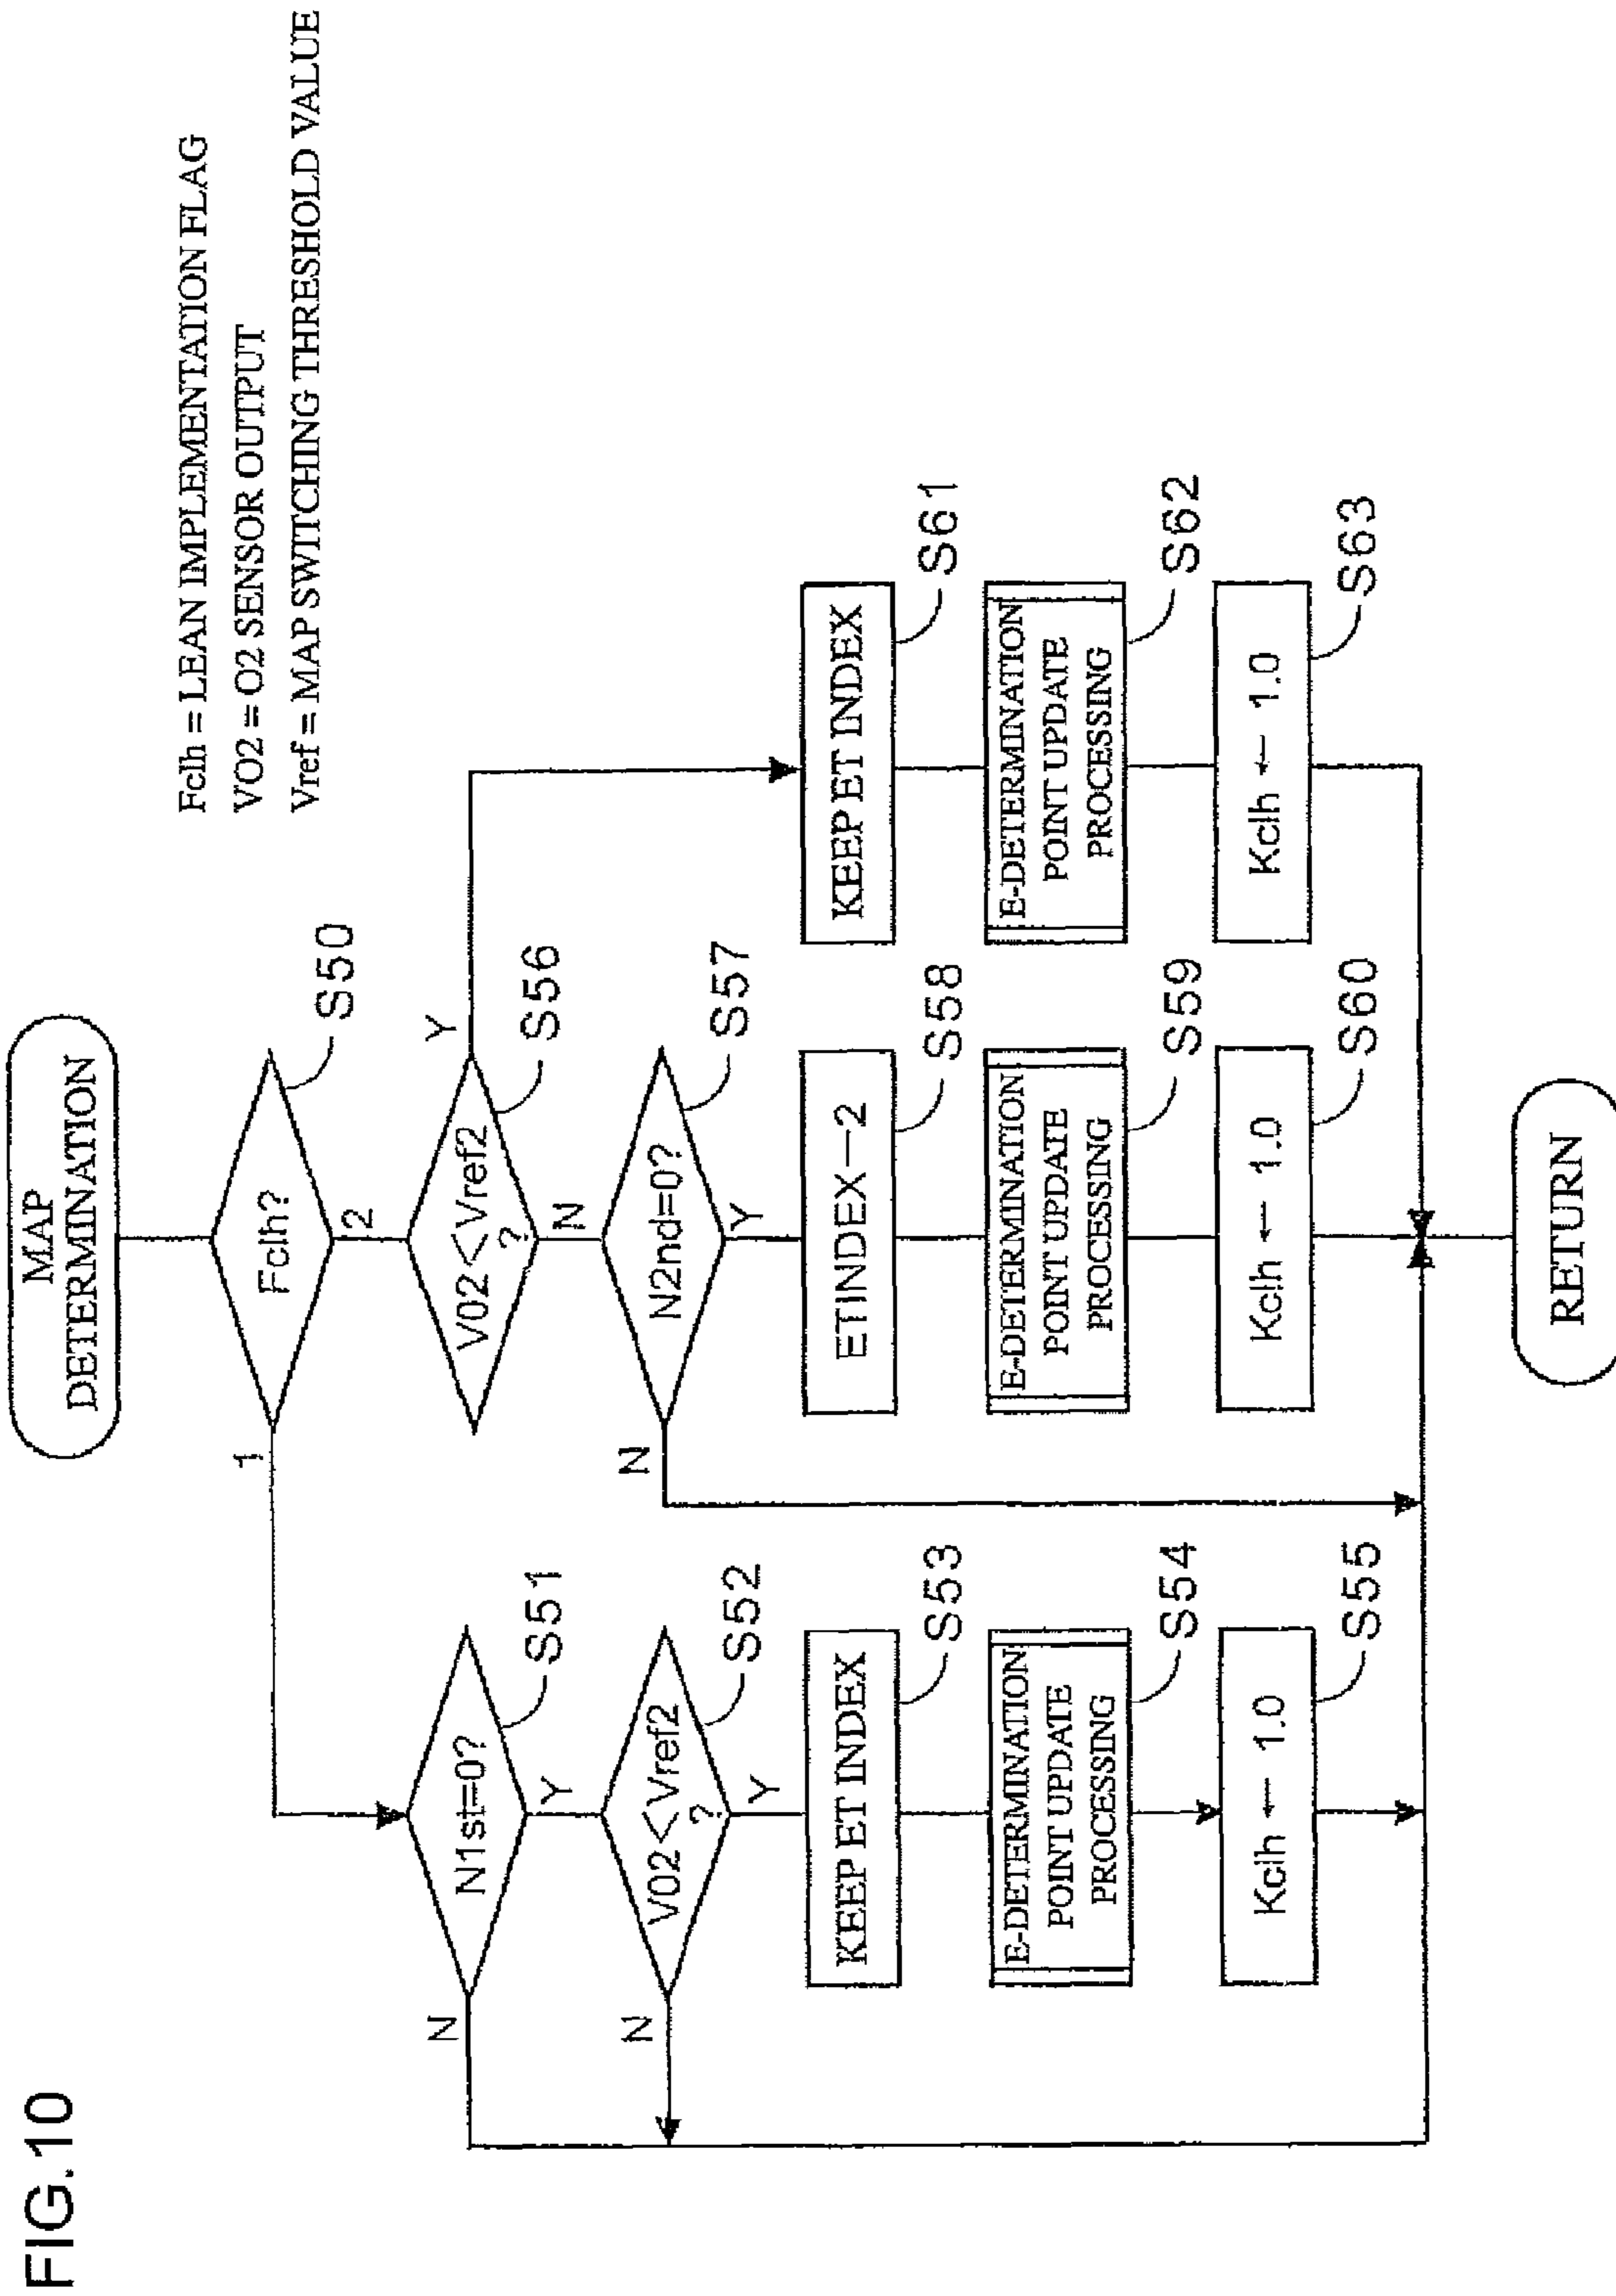 FIG.10
MAP
DETERMINATION
Fclh = LEAN IMPLEMENTATION FLAG
VO2 = O2 SENSOR OUTPUT
Vref = MAP SWITCHING THRESHOLD VALUE
Fclh?
S50
1
2
N1st=0?
S51
N
Y
V02<Vref2
?
S52
N
Y
KEEP ET INDEX
S53
E-DETERMINATION
POINT UPDATE
PROCESSING
S54
Kclh ← 1.0
S55
V02<Vref2
?
S56
Y
N
N2nd=0?
S57
N
Y
ETINDEX−2
S58
E-DETERMINATION
POINT UPDATE
PROCESSING
S59
Kclh ← 1.0
S60
KEEP ET INDEX
S61
E-DETERMINATION
POINT UPDATE
PROCESSING
S62
Kclh ← 1.0
S63
RETURN